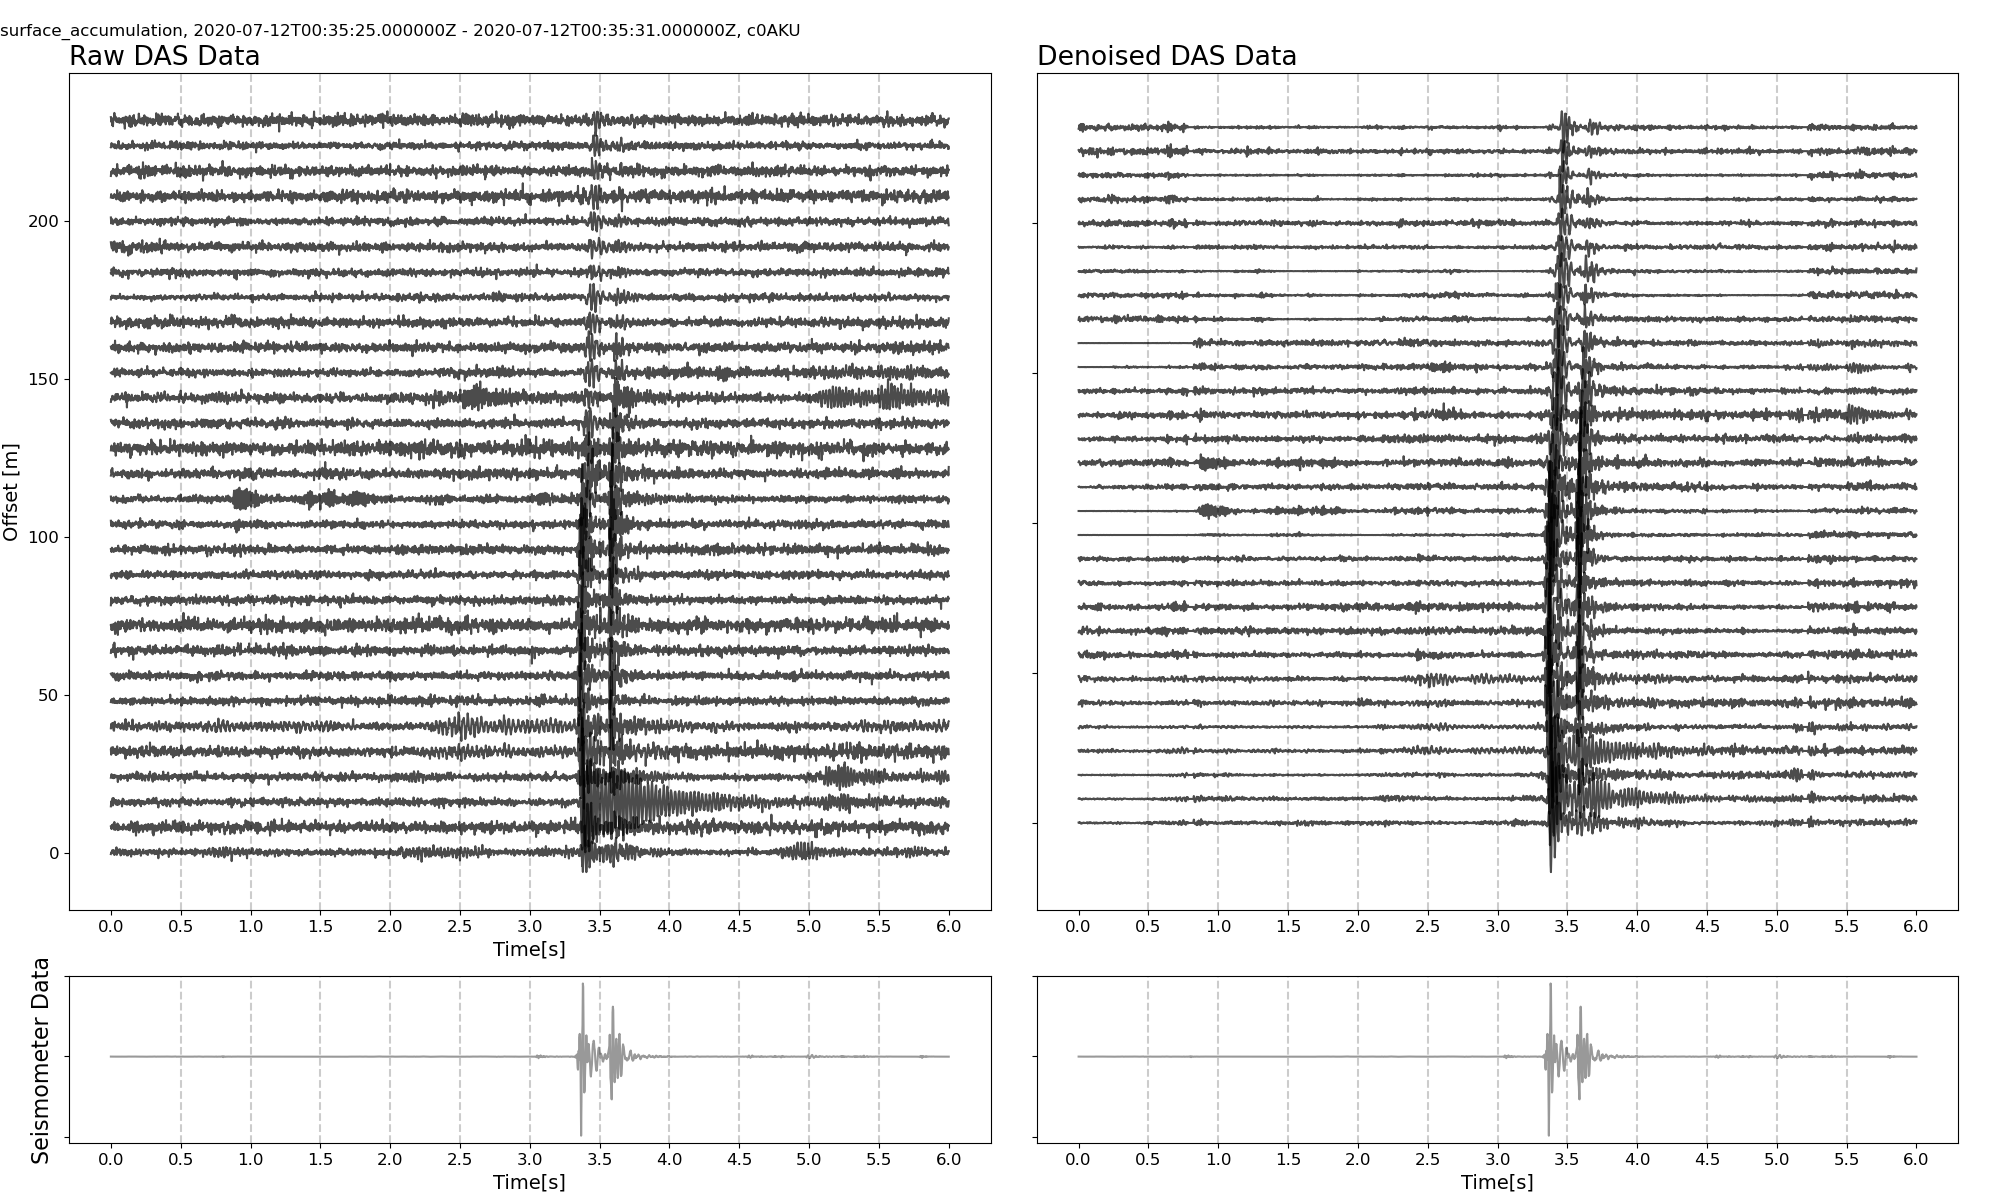 surface_accumulation, 2020-07-12T00:35:25.000000Z - 2020-07-12T00:35:31.000000Z, c0AKU
Raw DAS Data
Denoised DAS Data
Offset [m]
200
150
100
50
0
0.0 0.5 1.0 1.5 2.0 2.5 3.0 3.5 4.0 4.5 5.0 5.5 6.0
Time[s]
0.0 0.5 1.0 1.5 2.0 2.5 3.0 3.5 4.0 4.5 5.0 5.5 6.0
Seismometer Data
0.0 0.5 1.0 1.5 2.0 2.5 3.0 3.5 4.0 4.5 5.0 5.5 6.0
Time[s]
0.0 0.5 1.0 1.5 2.0 2.5 3.0 3.5 4.0 4.5 5.0 5.5 6.0
Time[s]